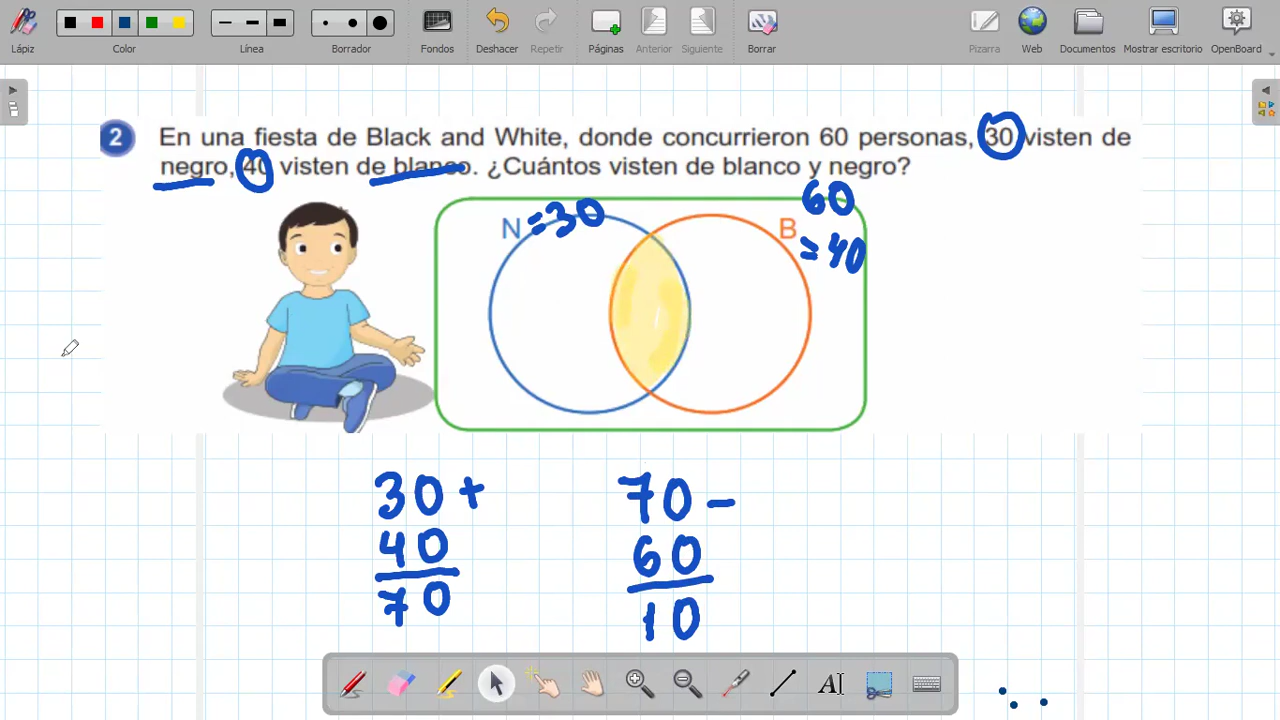 Lápiz Color Línea Borrador Fondos Deshacer Repetir Páginas Anterior Siguiente Borrar Pizarra Web Documentos Mostrar escritorio OpenBoard
2 En una fiesta de Black and White, donde concurrieron 60 personas, 30 visten de
negro, 40 visten de blanco. ¿Cuántos visten de blanco y negro?
60
N =30 B
=40
30 + 70 -
40 60
70 10